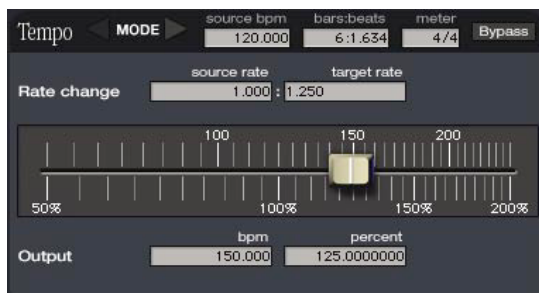 source bpm bars:beats meter
Tempo MODE 120.000 6:1.634 4/4 Bypass
source rate target rate
Rate change 1.000 : 1.250
100 150 200
50% 100% 150% 200%
bpm percent
Output 150.000 125.0000000